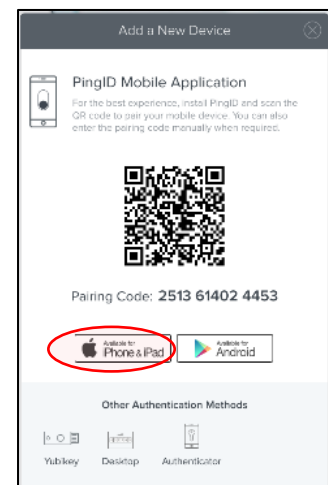 Add a New Device
PingID Mobile Application
For the best experience, install PingID and scan the
QR code to pair your mobile device. You can also
enter the pairing code manually when required.
Pairing Code: 2513 61402 4453
Available for
iPhone & iPad
Available for
Android
Other Authentication Methods
Yubikey Desktop Authenticator